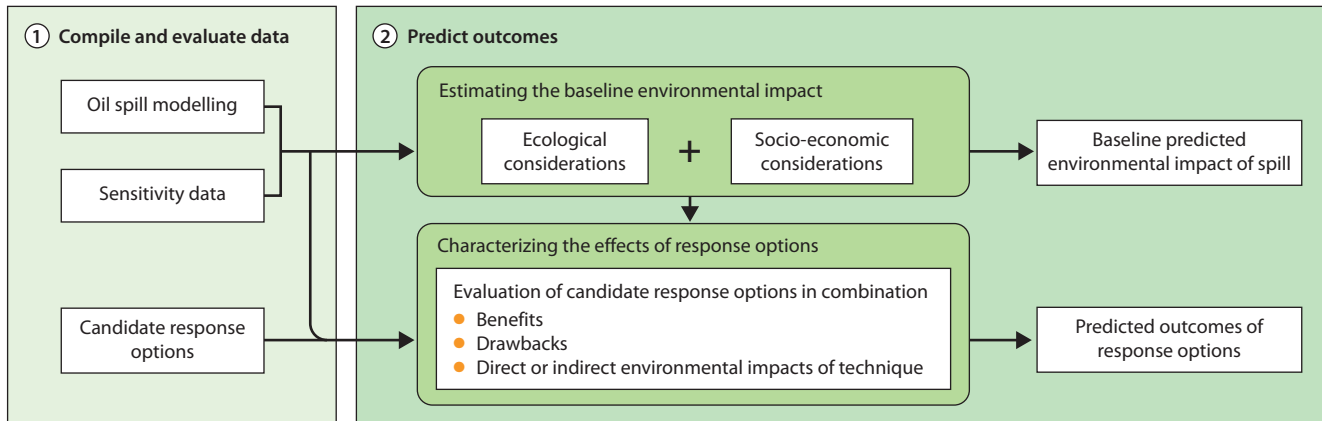 1 Compile and evaluate data
Oil spill modelling
Sensitivity data
Candidate response
options
2 Predict outcomes
Estimating the baseline environmental impact
Ecological
considerations
+
Socio-economic
considerations
Baseline predicted
environmental impact of spill
Characterizing the effects of response options
Evaluation of candidate response options in combination
Benefits
Drawbacks
Direct or indirect environmental impacts of technique
Predicted outcomes of
response options